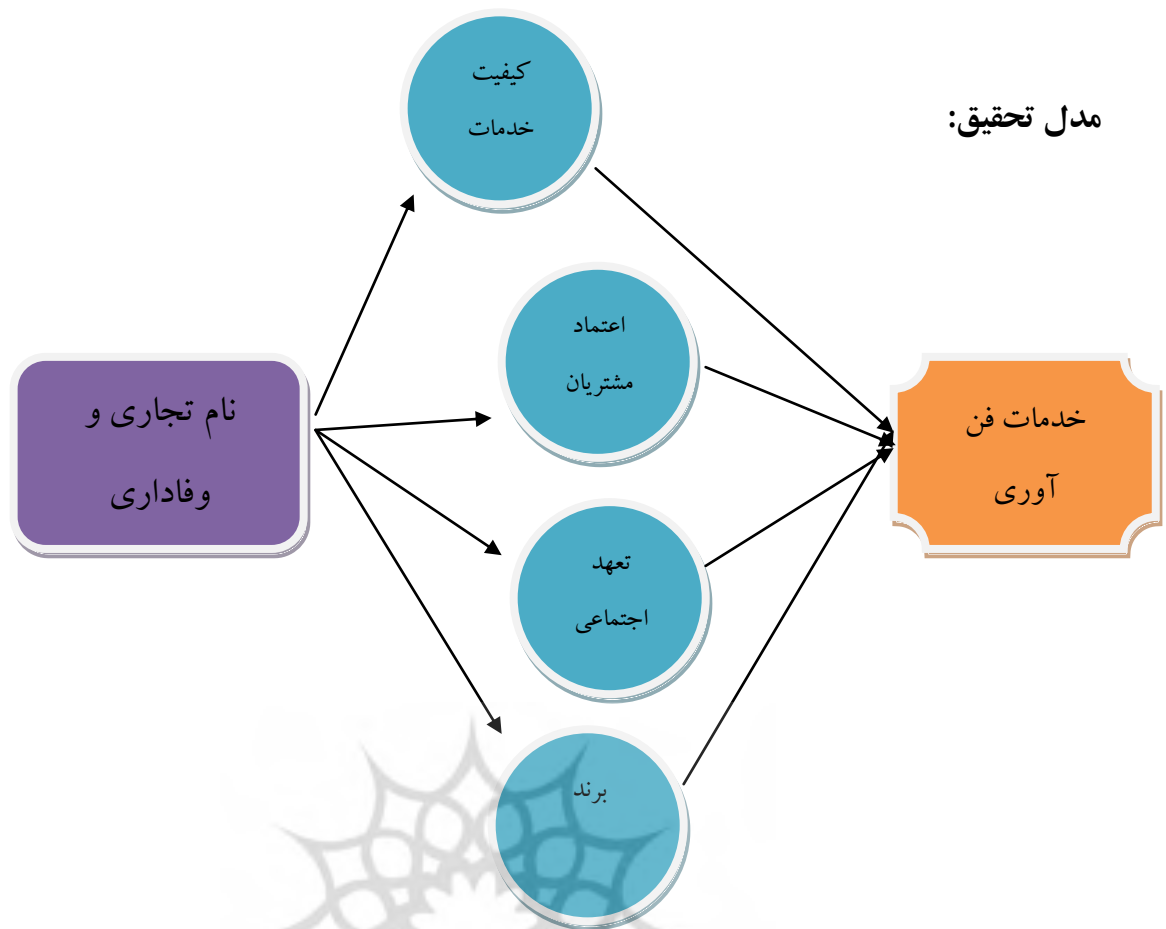 مدل تحقیق:
کیفیت
خدمات
اعتماد
مشتریان
خدمات فن
آوری
نام تجاری و
وفاداری
تعهد
اجتماعی
برند